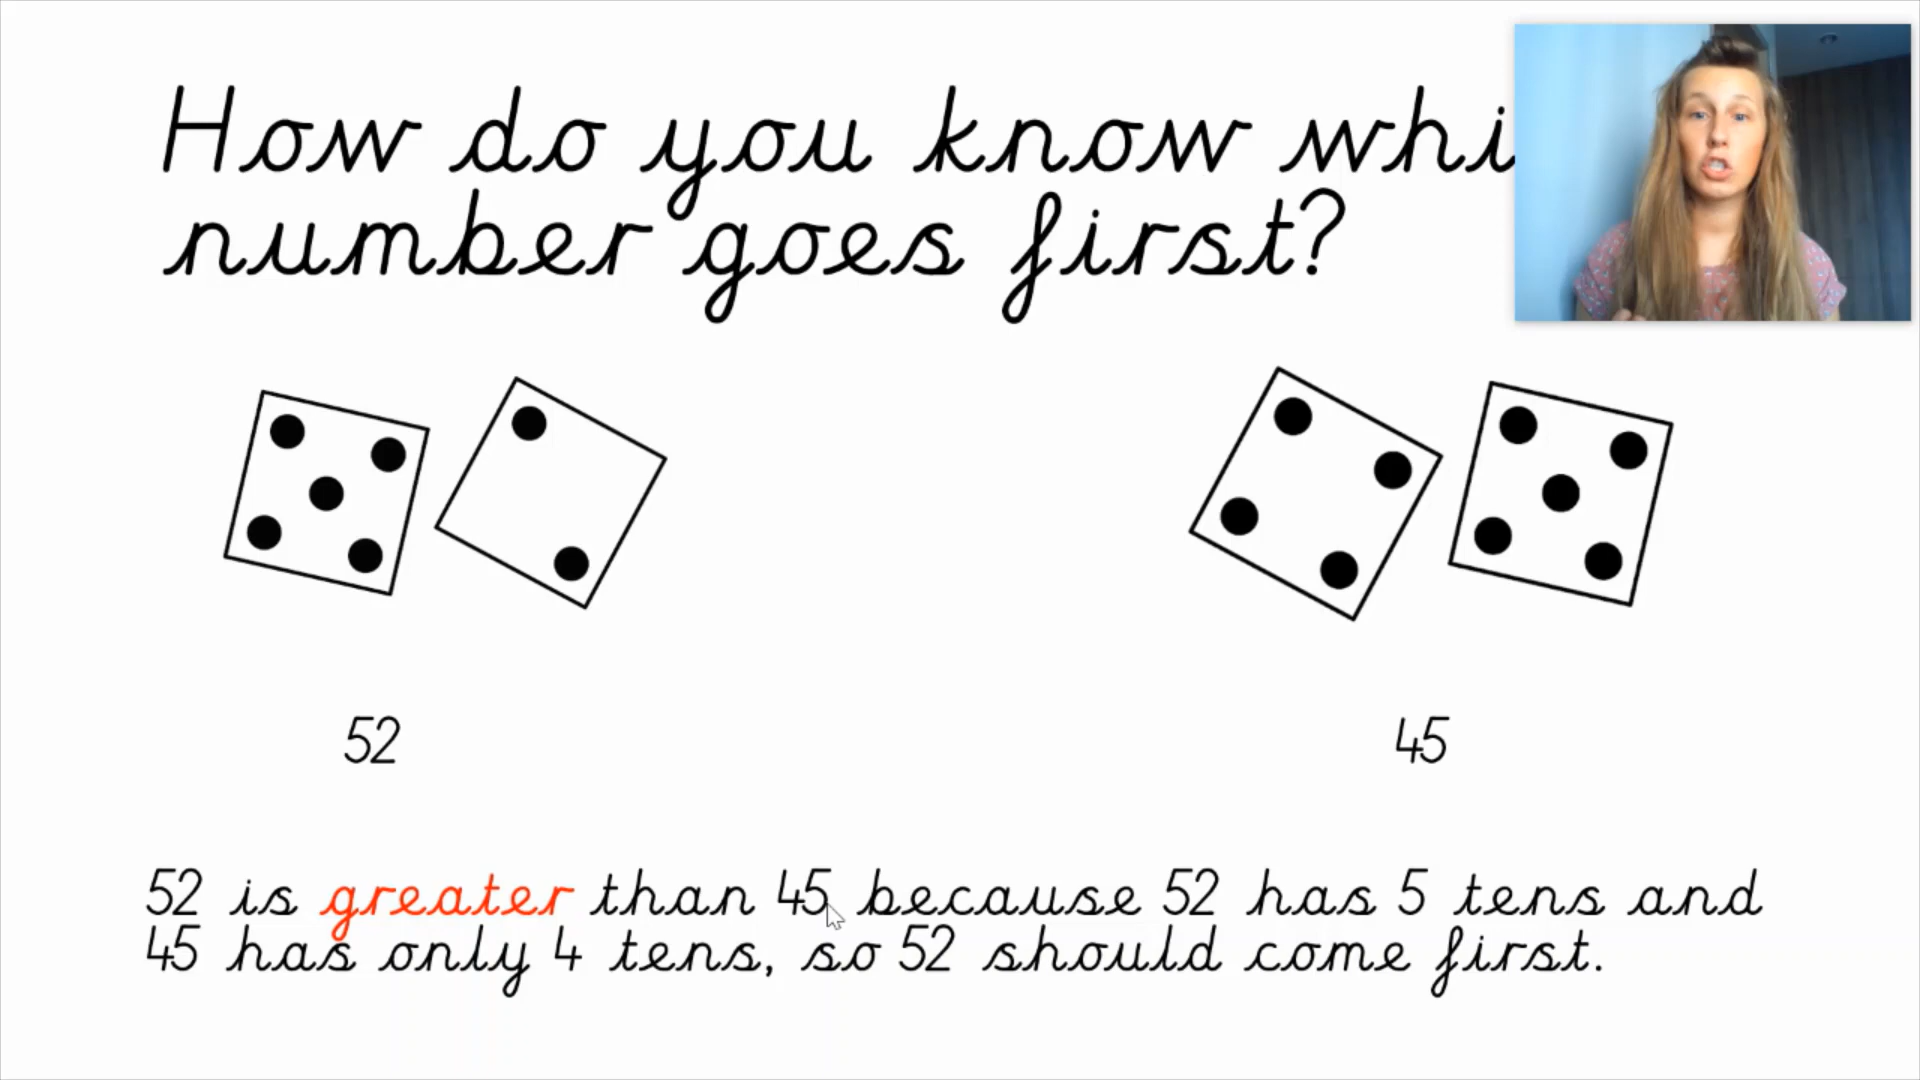 How do you know whi
number goes first?
52
45
52 is greater than 45 because 52 has 5 tens and
45 has only 4 tens, so 52 should come first.